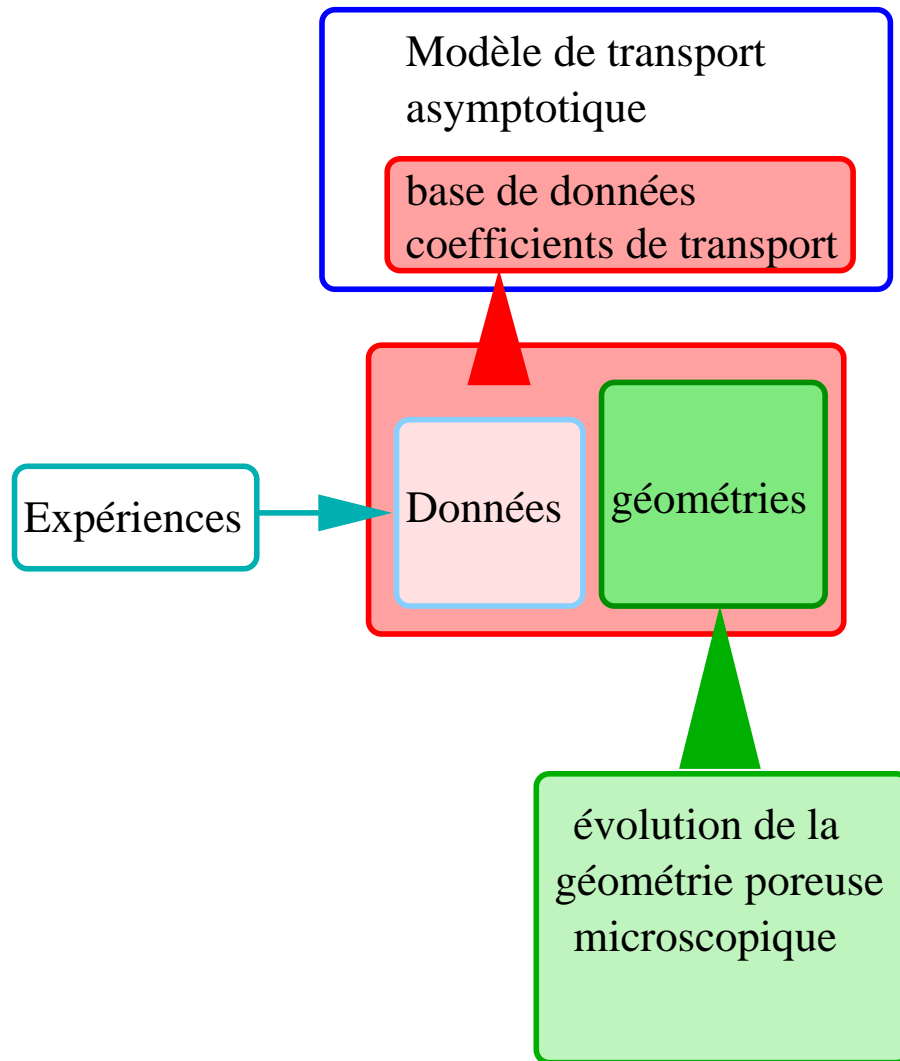 Modèle de transport
asymptotique
base de données
coefficients de transport
Expériences
Données
géométries
évolution de la
géométrie poreuse
microscopique